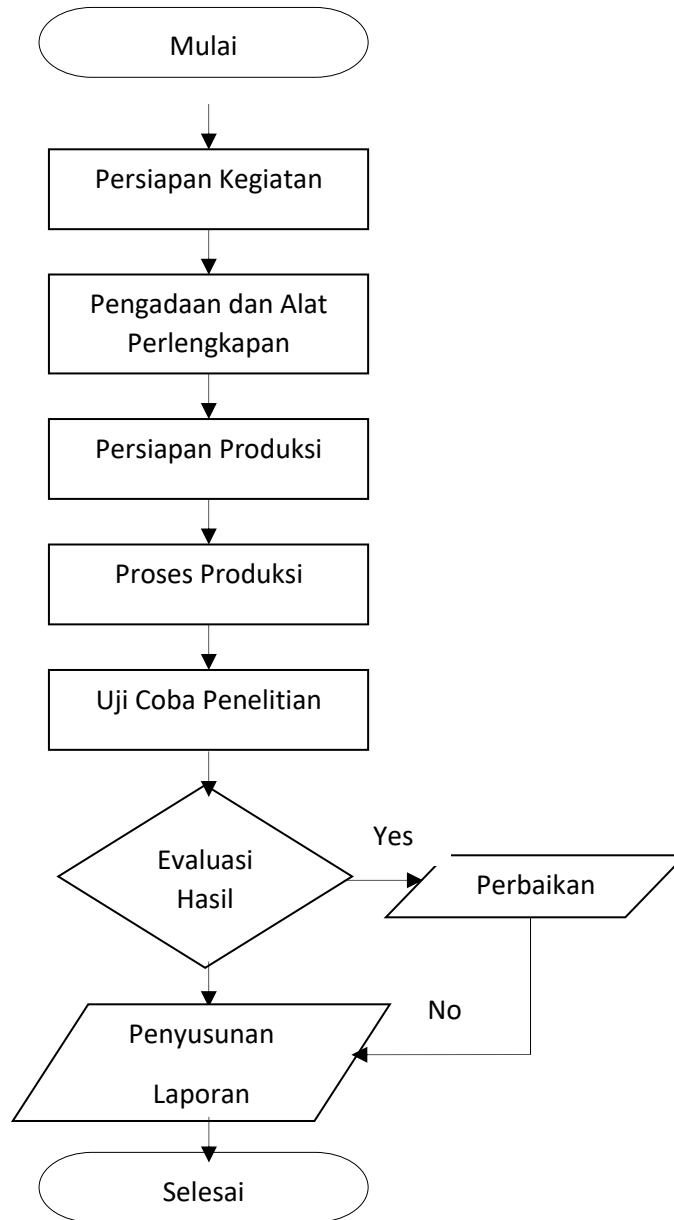 Mulai
Persiapan Kegiatan
Pengadaan dan Alat
Perlengkapan
Persiapan Produksi
Proses Produksi
Uji Coba Penelitian
Evaluasi
Hasil
Yes
Perbaikan
No
Penyusunan
Laporan
Selesai